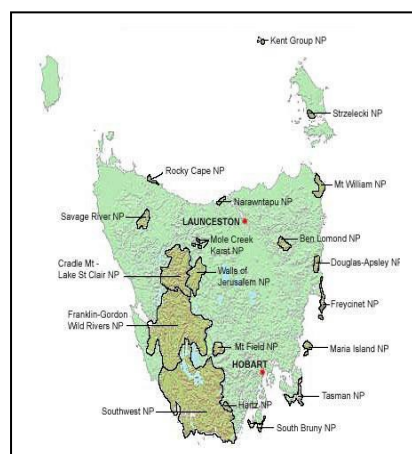 Kent Group NP
Strzelecki NP
Rocky Cape NP
Mt William NP
Narawntapu NP
Savage River NP
LAUNCESTON
Mole Creek
Karst NP
Ben Lomond NP
Cradle Mt -
Lake St Clair NP
Walls of
Jerusalem NP
Douglas-Apsley NP
Freycinet NP
Franklin-Gordon
Wild Rivers NP
Mt Field NP
Maria Island NP
HOBART
Hartz NP
Tasman NP
Southwest NP
South Bruny NP